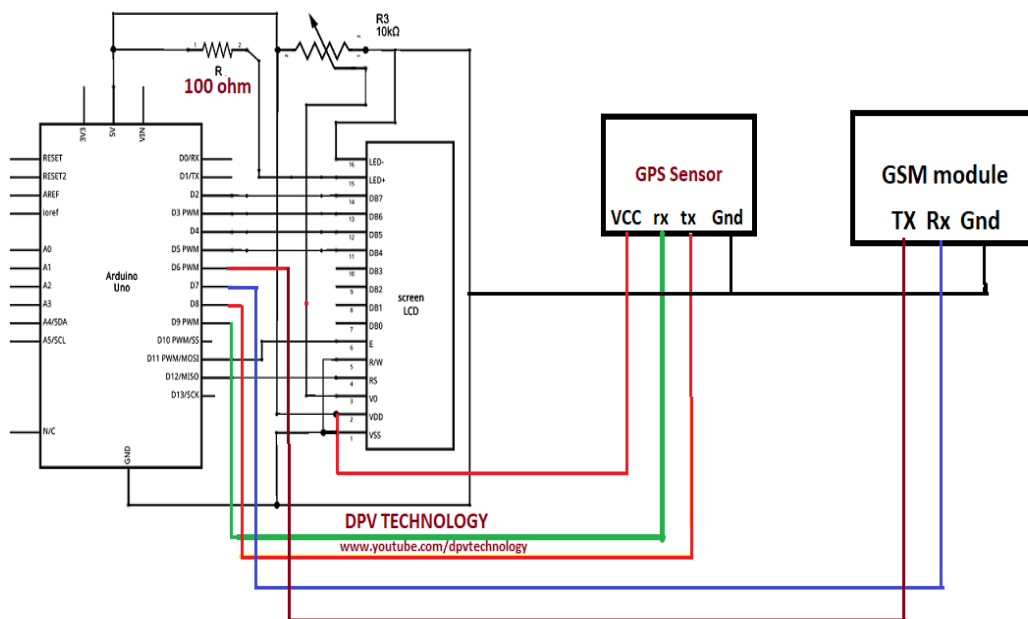 R3
10kΩ
1
2
R
100 ohm
3V3
5V
VIN
RESET
RESET2
AREF
ioref
A0
A1
A2
A3
A4/SDA
A5/SCL
N/C
Arduino
Uno
D0/RX
D1/TX
D2
D3 PWM
D4
D5 PWM
D6 PWM
D7
D8
D9 PWM
D10 PWM/SS
D11 PWM/MOSI
D12/MISO
D13/SCK
GND
16 LED-
15 LED+
14 DB7
13 DB6
12 DB5
11 DB4
10 DB3
9 DB2
8 DB1
7 DB0
6 E
5 R/W
4 RS
3 V0
2 VDD
1 VSS
screen
LCD
GPS Sensor
VCC rx tx Gnd
GSM module
TX Rx Gnd
DPV TECHNOLOGY
www.youtube.com/dpvtechnology